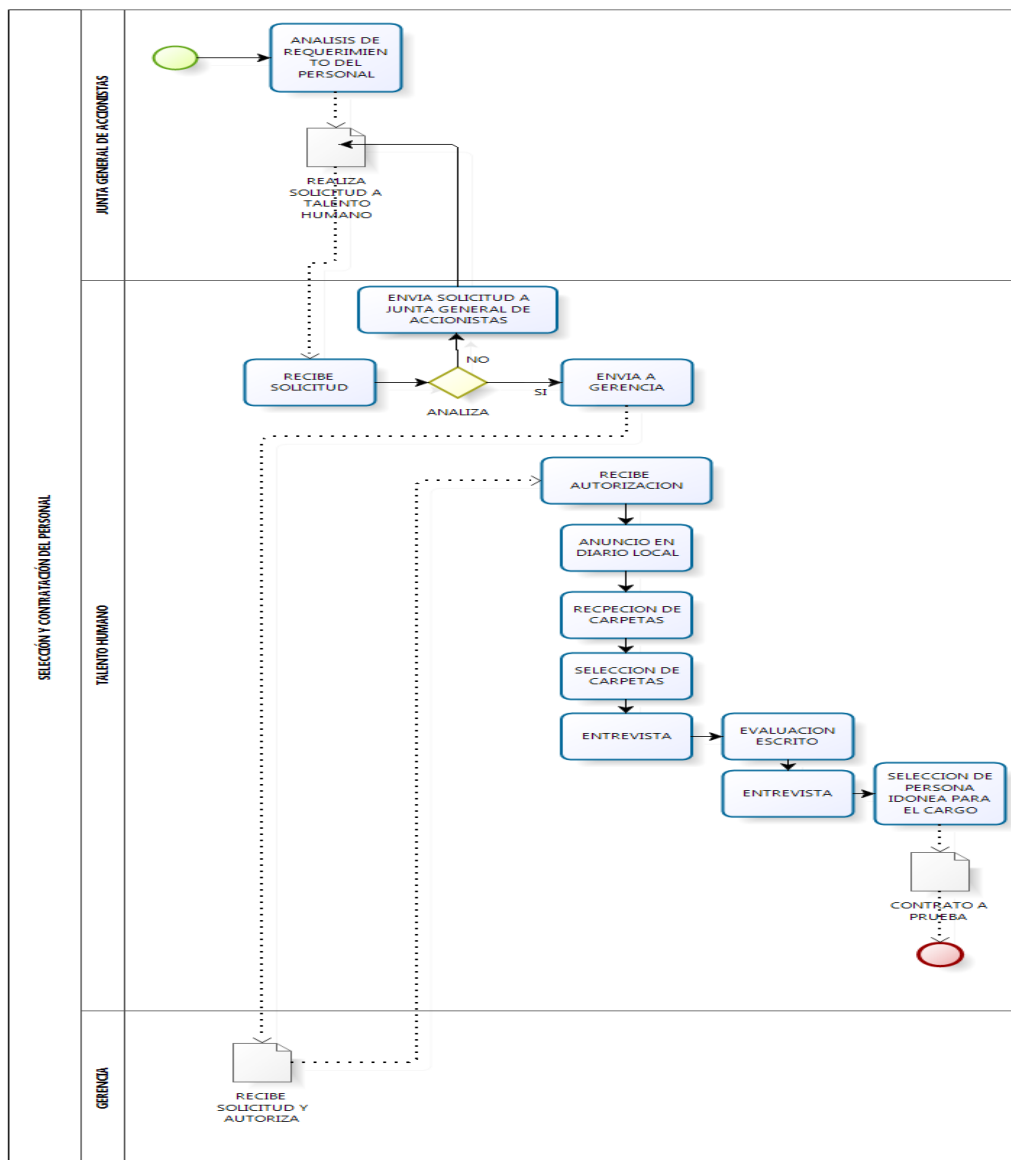 SELECCIÓN Y CONTRATACIÓN DEL PERSONAL
JUNTA GENERAL DE ACCIONISTAS
ANALISIS DE
REQUERIMIEN
TO DEL
PERSONAL
REALIZA
SOLICITUD A
TALENTO
HUMANO
TALENTO HUMANO
ENVIA SOLICITUD A
JUNTA GENERAL DE
ACCIONISTAS
NO
RECIBE
SOLICITUD
ANALIZA
SI
ENVIA A
GERENCIA
RECIBE
AUTORIZACION
ANUNCIO EN
DIARIO LOCAL
RECPECION DE
CARPETAS
SELECCION DE
CARPETAS
ENTREVISTA
EVALUACION
ESCRITO
ENTREVISTA
SELECCION DE
PERSONA
IDONEA PARA
EL CARGO
CONTRATO A
PRUEBA
GERENCIA
RECIBE
SOLICITUD Y
AUTORIZA